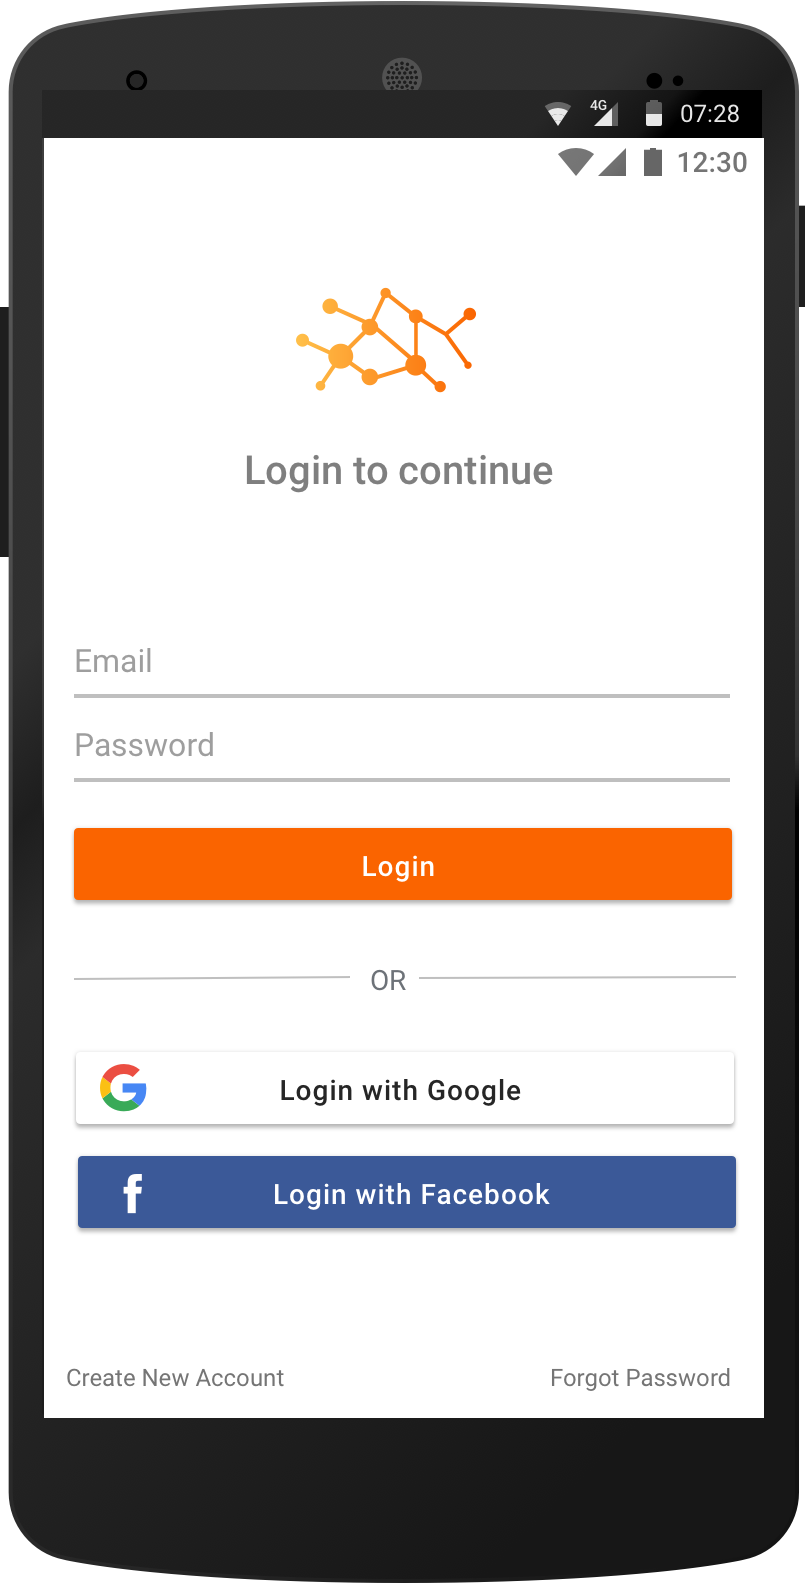 4G 07:28
12:30
Login to continue
Email
Password
Login
OR
Login with Google
Login with Facebook
Create New Account Forgot Password